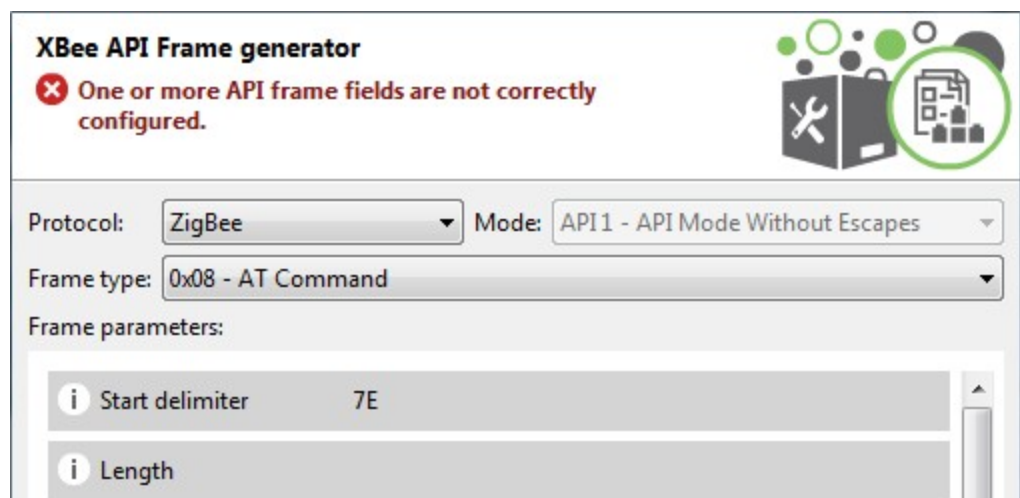 XBee API Frame generator
One or more API frame fields are not correctly
configured.
Protocol: ZigBee Mode: API 1 - API Mode Without Escapes
Frame type: 0x08 - AT Command
Frame parameters:
i Start delimiter 7E
i Length